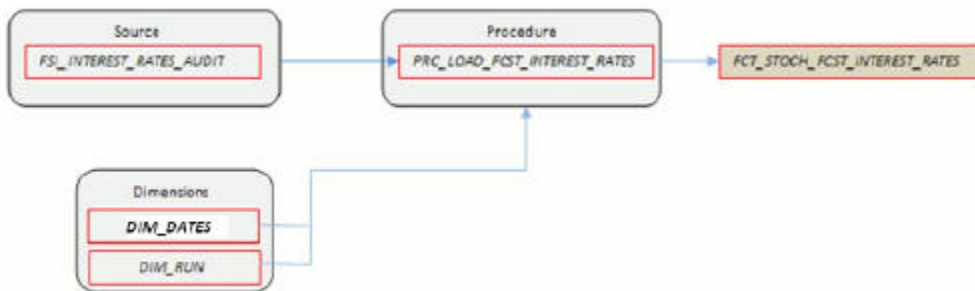 Source
FSI_INTEREST_RATES_AUDIT
Procedure
PRC_LOAD_FCST_INTEREST_RATES
FCT_STOCH_FCST_INTEREST_RATES
Dimensions
DIM_DATES
DIM_RUN